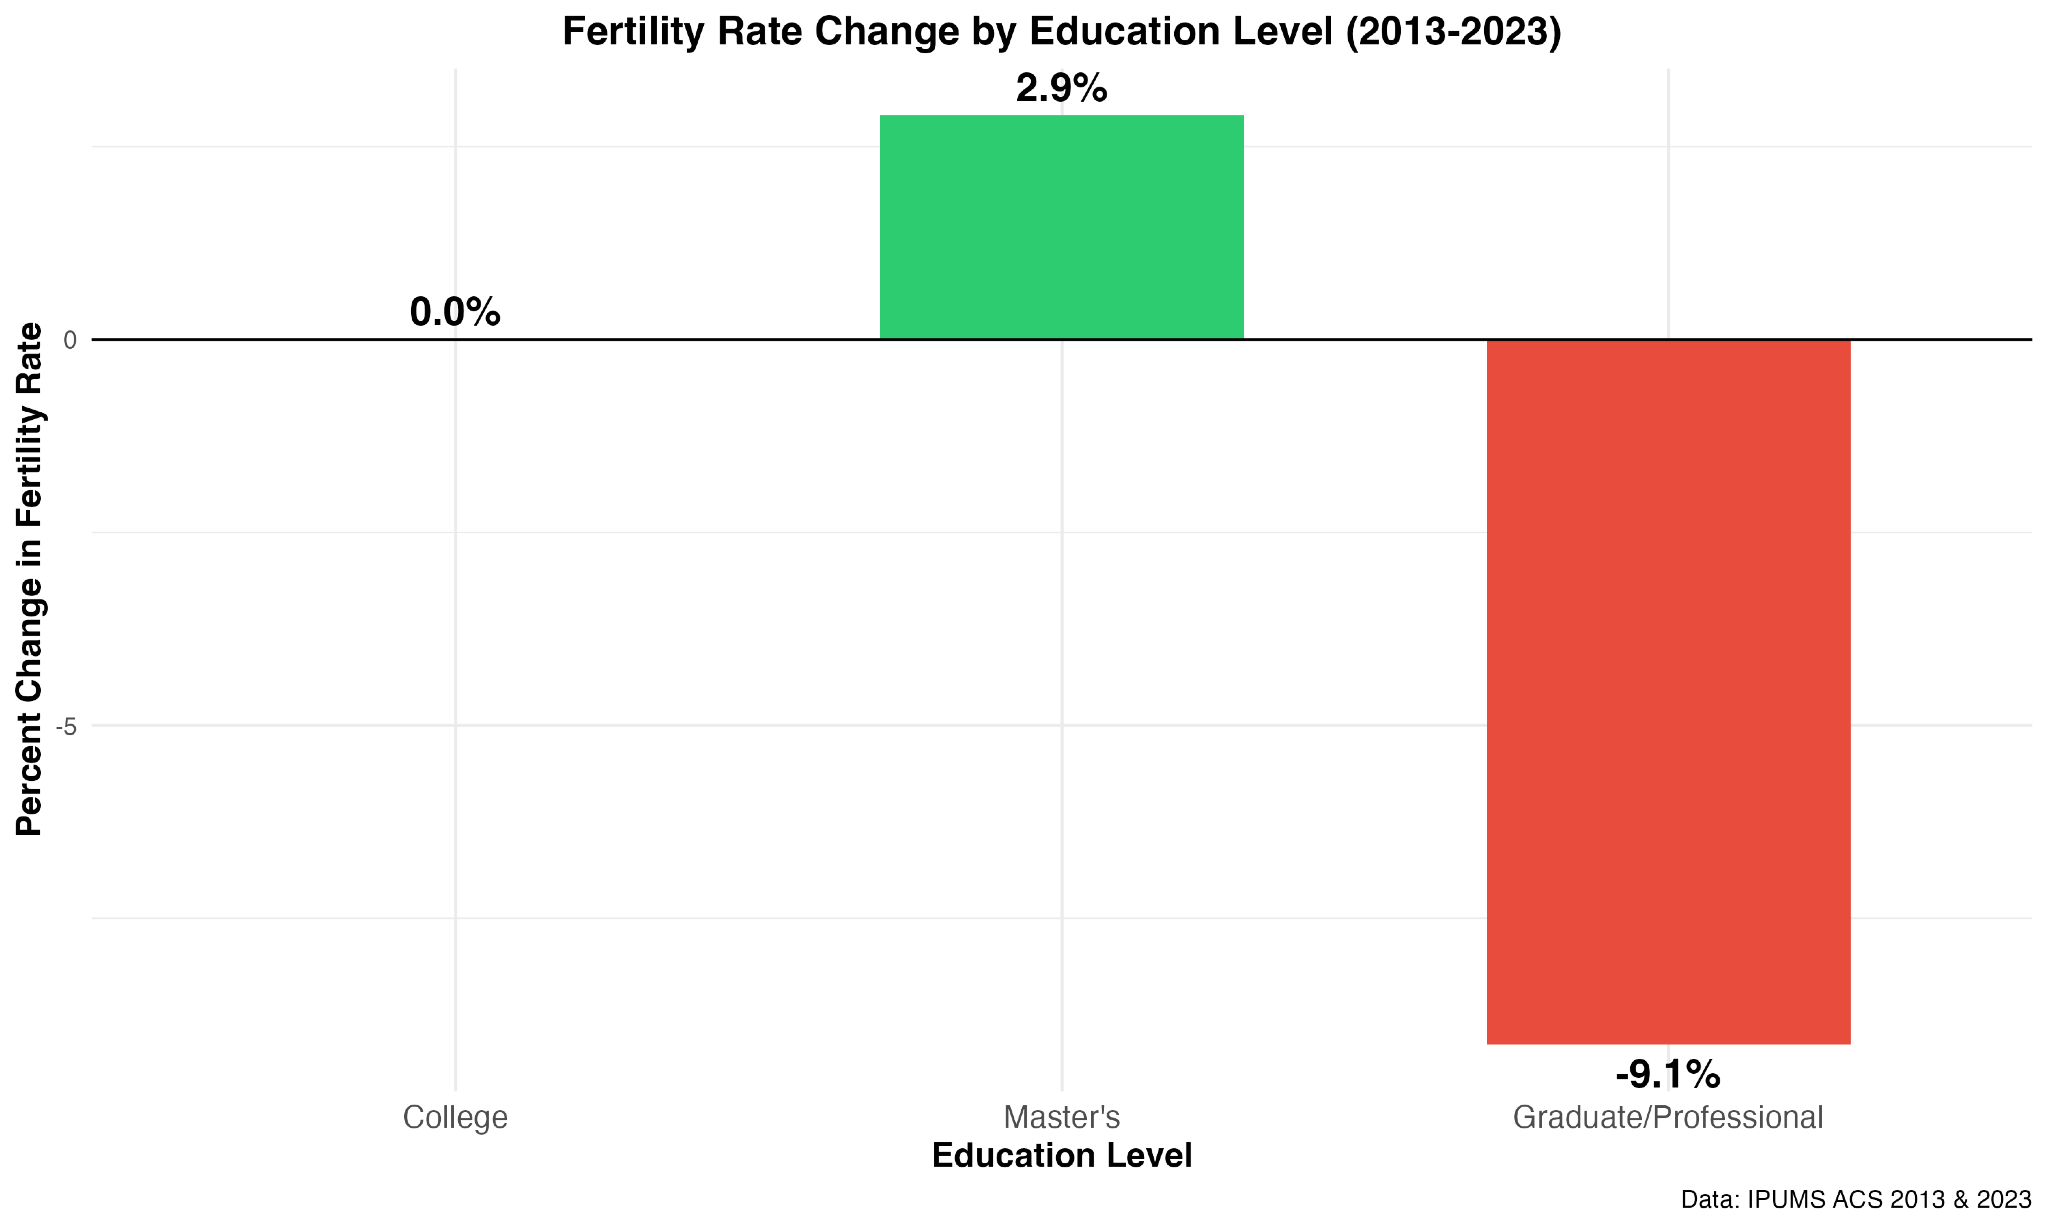 Fertility Rate Change by Education Level (2013-2023)
2.9%
0.0%
0
Percent Change in Fertility Rate
-5
-9.1%
College Master's Graduate/Professional
Education Level
Data: IPUMS ACS 2013 & 2023